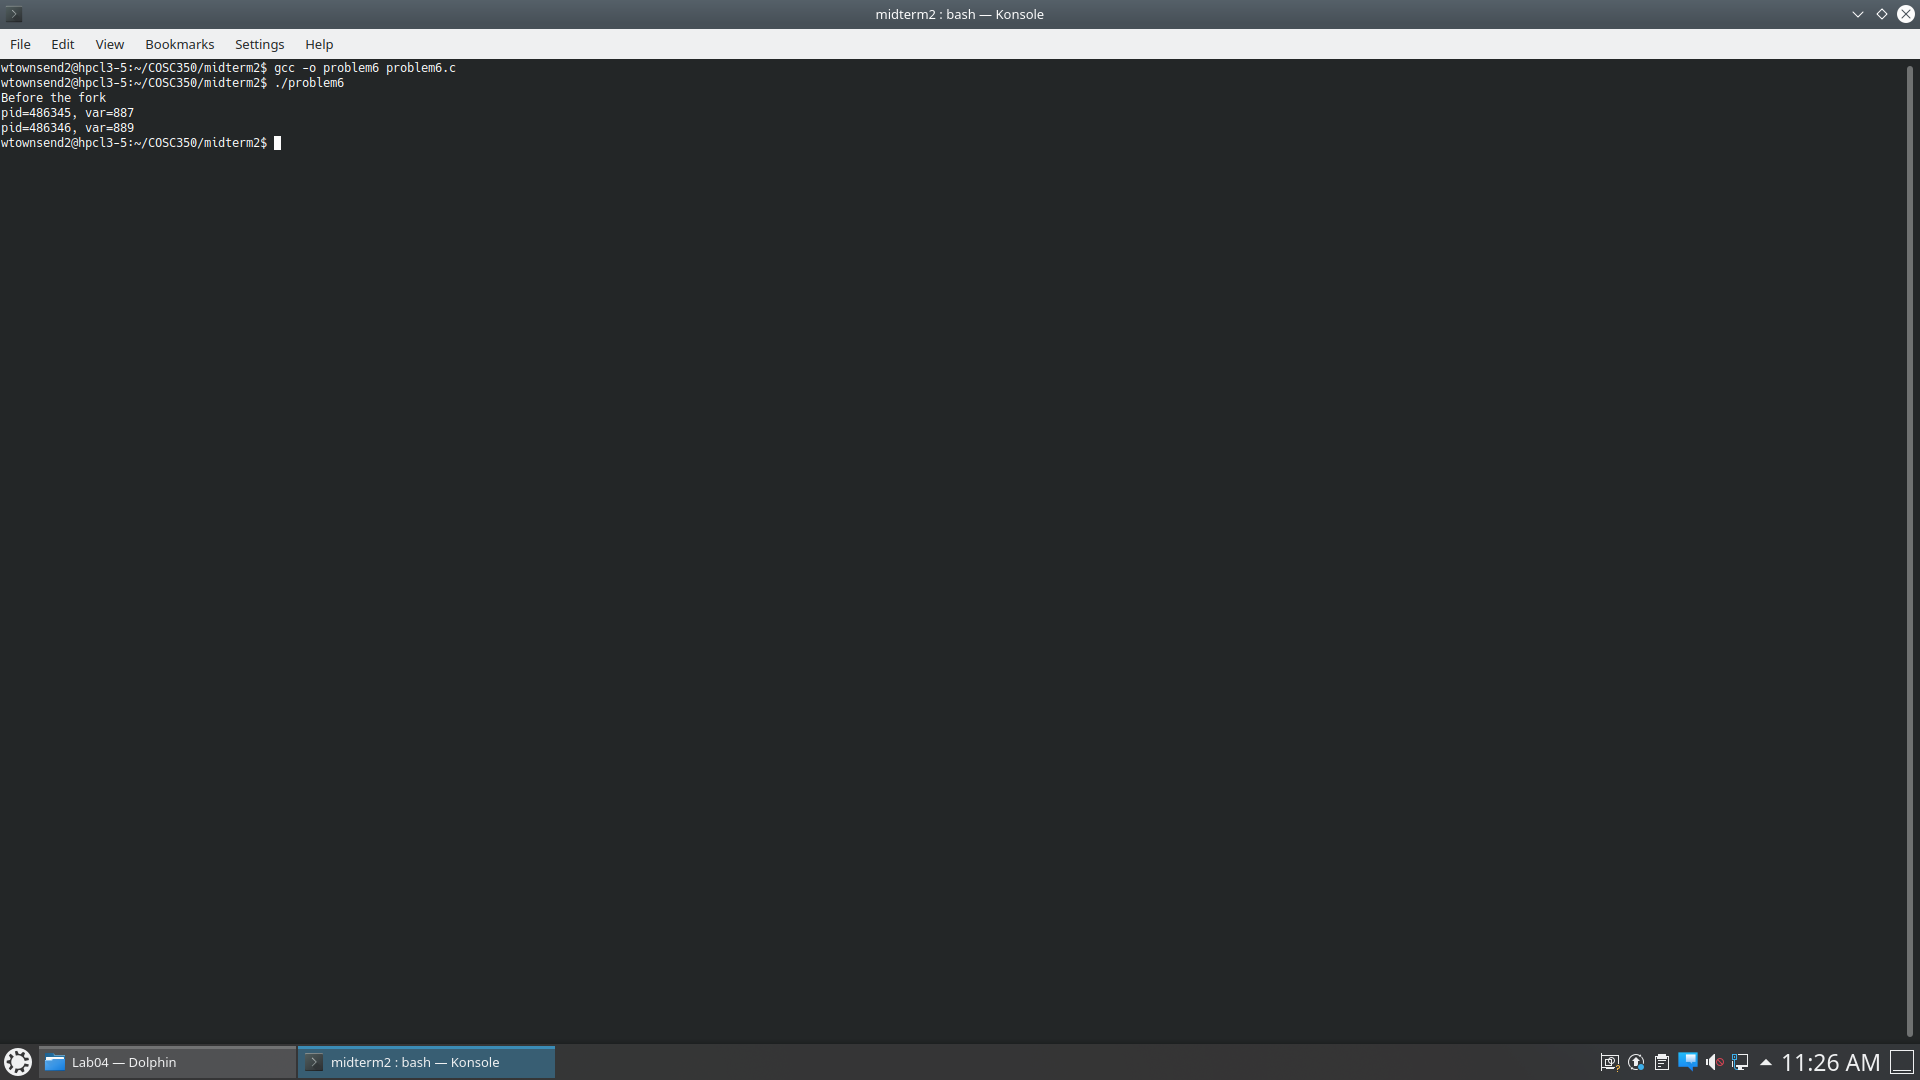 midterm2 : bash — Konsole
File Edit View Bookmarks Settings Help
wtownsend2@hpcl3-5:~/COSC350/midterm2$ gcc -o problem6 problem6.c
wtownsend2@hpcl3-5:~/COSC350/midterm2$ ./problem6
Before the fork
pid=486345, var=887
pid=486346, var=889
wtownsend2@hpcl3-5:~/COSC350/midterm2$
Lab04 — Dolphin midterm2 : bash — Konsole 11:26 AM